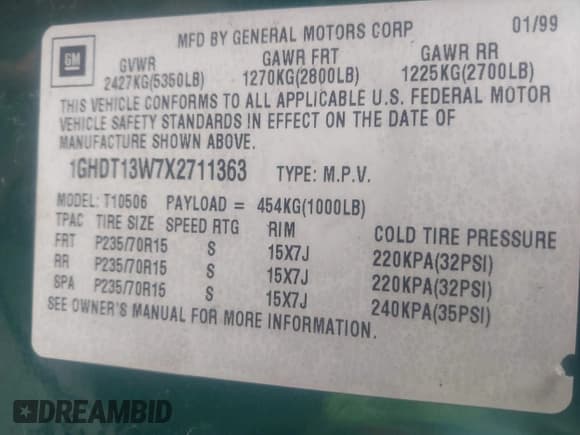 MFD BY GENERAL MOTORS CORP 01/99
GM
GVWR GAWR FRT GAWR RR
2427KG(5350LB) 1270KG(2800LB) 1225KG(2700LB)
THIS VEHICLE CONFORMS TO ALL APPLICABLE U.S. FEDERAL MOTOR
VEHICLE SAFETY STANDARDS IN EFFECT ON THE DATE OF
MANUFACTURE SHOWN ABOVE.
1GHDT13W7X2711363 TYPE: M.P.V.
MODEL: T10506 PAYLOAD = 454KG(1000LB)
TPAC TIRE SIZE SPEED RTG RIM COLD TIRE PRESSURE
FRT P235/70R15 S 15X7J 220KPA(32PSI)
RR P235/70R15 S 15X7J 220KPA(32PSI)
SPA P235/70R15 S 15X7J 240KPA(35PSI)
SEE OWNER'S MANUAL FOR MORE INFORMATION.
DREAMBID